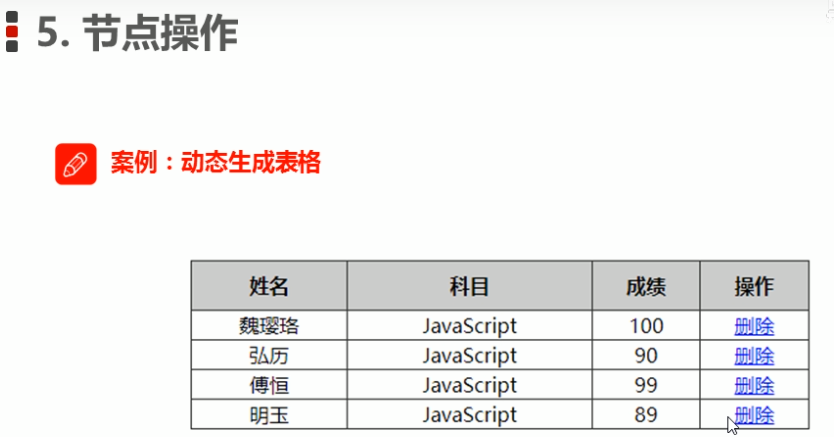 5. 节点操作
案例：动态生成表格
姓名 科目 成绩 操作
魏璎珞 JavaScript 100 删除
弘历 JavaScript 90 删除
傅恒 JavaScript 99 删除
明玉 JavaScript 89 删除